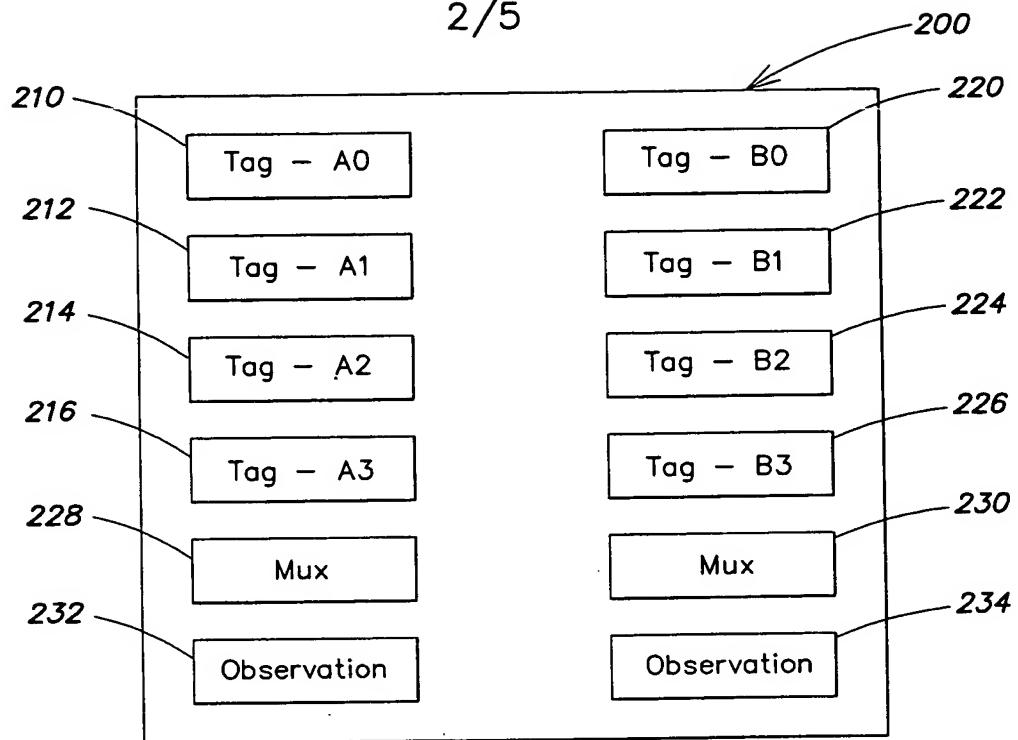 2/5
200
210 Tag - A0 Tag - B0 220
212 Tag - A1 Tag - B1 222
214 Tag - A2 Tag - B2 224
216 Tag - A3 Tag - B3 226
228 Mux Mux 230
232 Observation Observation 234